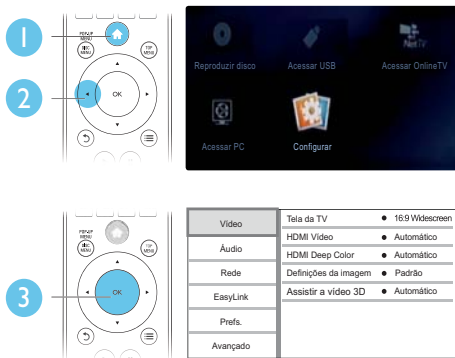 1
POP-UP MENU
DISC MENU
TOP MENU
2
OK
Reproduzir disco
Acessar USB
NetTV
Acessar OnlineTV
Acessar PC
Configurar
POP-UP MENU
DISC MENU
TOP MENU
3
OK
Vídeo
Áudio
Rede
EasyLink
Prefs.
Avançado
Tela da TV ● 16:9 Widescreen
HDMI Vídeo ● Automático
HDMI Deep Color ● Automático
Definições da imagem ● Padrão
Assistir a vídeo 3D ● Automático